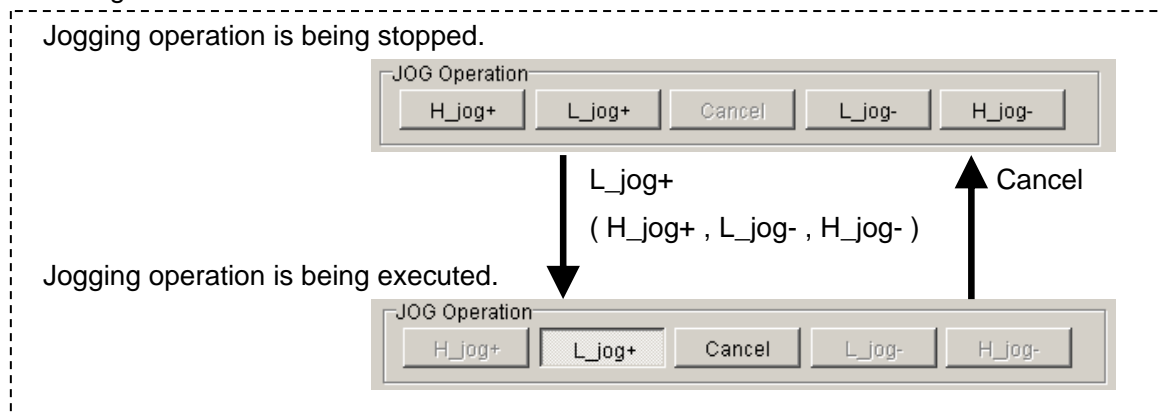 Jogging operation is being stopped.
JOG Operation
H_jog+ L_jog+ Cancel L_jog- H_jog-
L_jog+ Cancel
( H_jog+ , L_jog- , H_jog- )
Jogging operation is being executed.
JOG Operation
H_jog+ L_jog+ Cancel L_jog- H_jog-